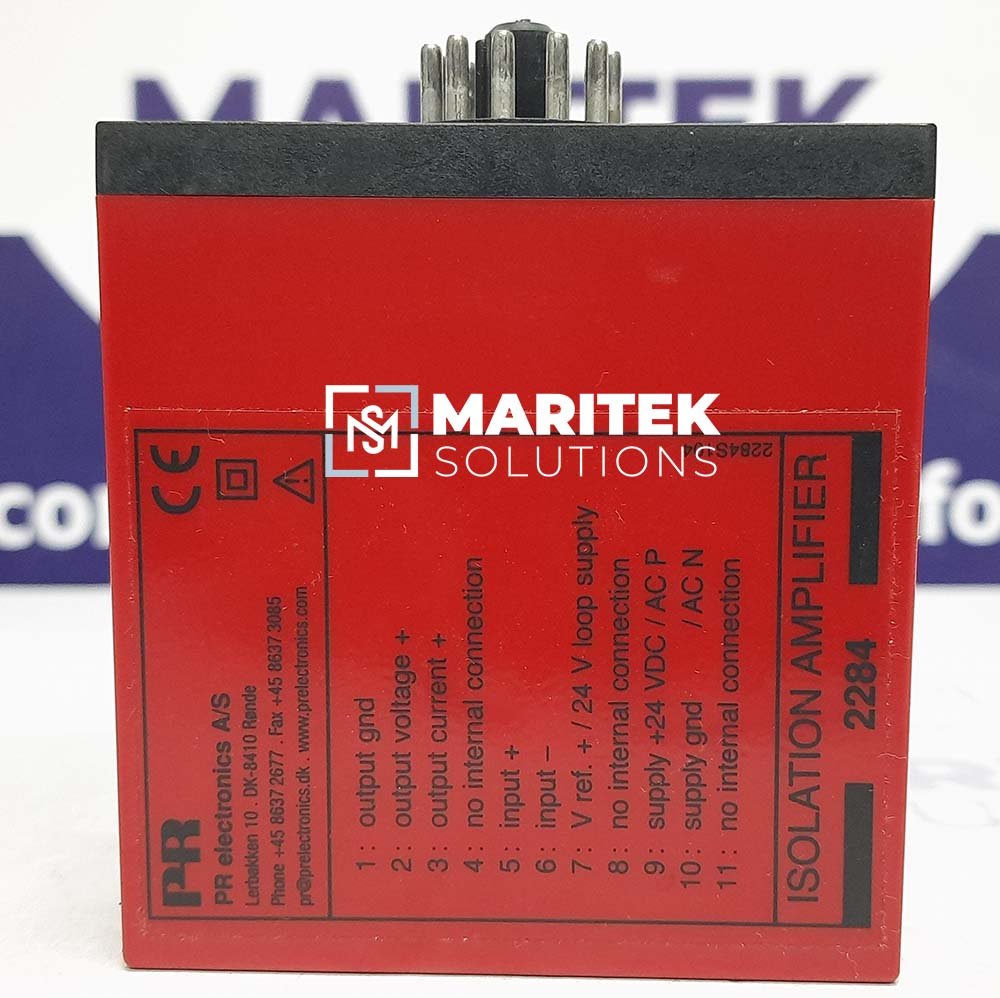 MARITEK
MARITEK
SOLUTIONS
CE
PR
PR electronics A/S
Lerbakken 10 . DK-8410 Rønde
Phone +45 8637 2677 . Fax +45 8637 3085
pr@prelectronics.dk . www.prelectronics.com
1 : output gnd
2 : output voltage +
3 : output current +
4 : no internal connection
5 : input +
6 : input –
7 : V ref. + / 24 V loop supply
8 : no internal connection
9 : supply +24 VDC / AC P
10 : supply gnd / AC N
11 : no internal connection
2284S104
ISOLATION AMPLIFIER
2284